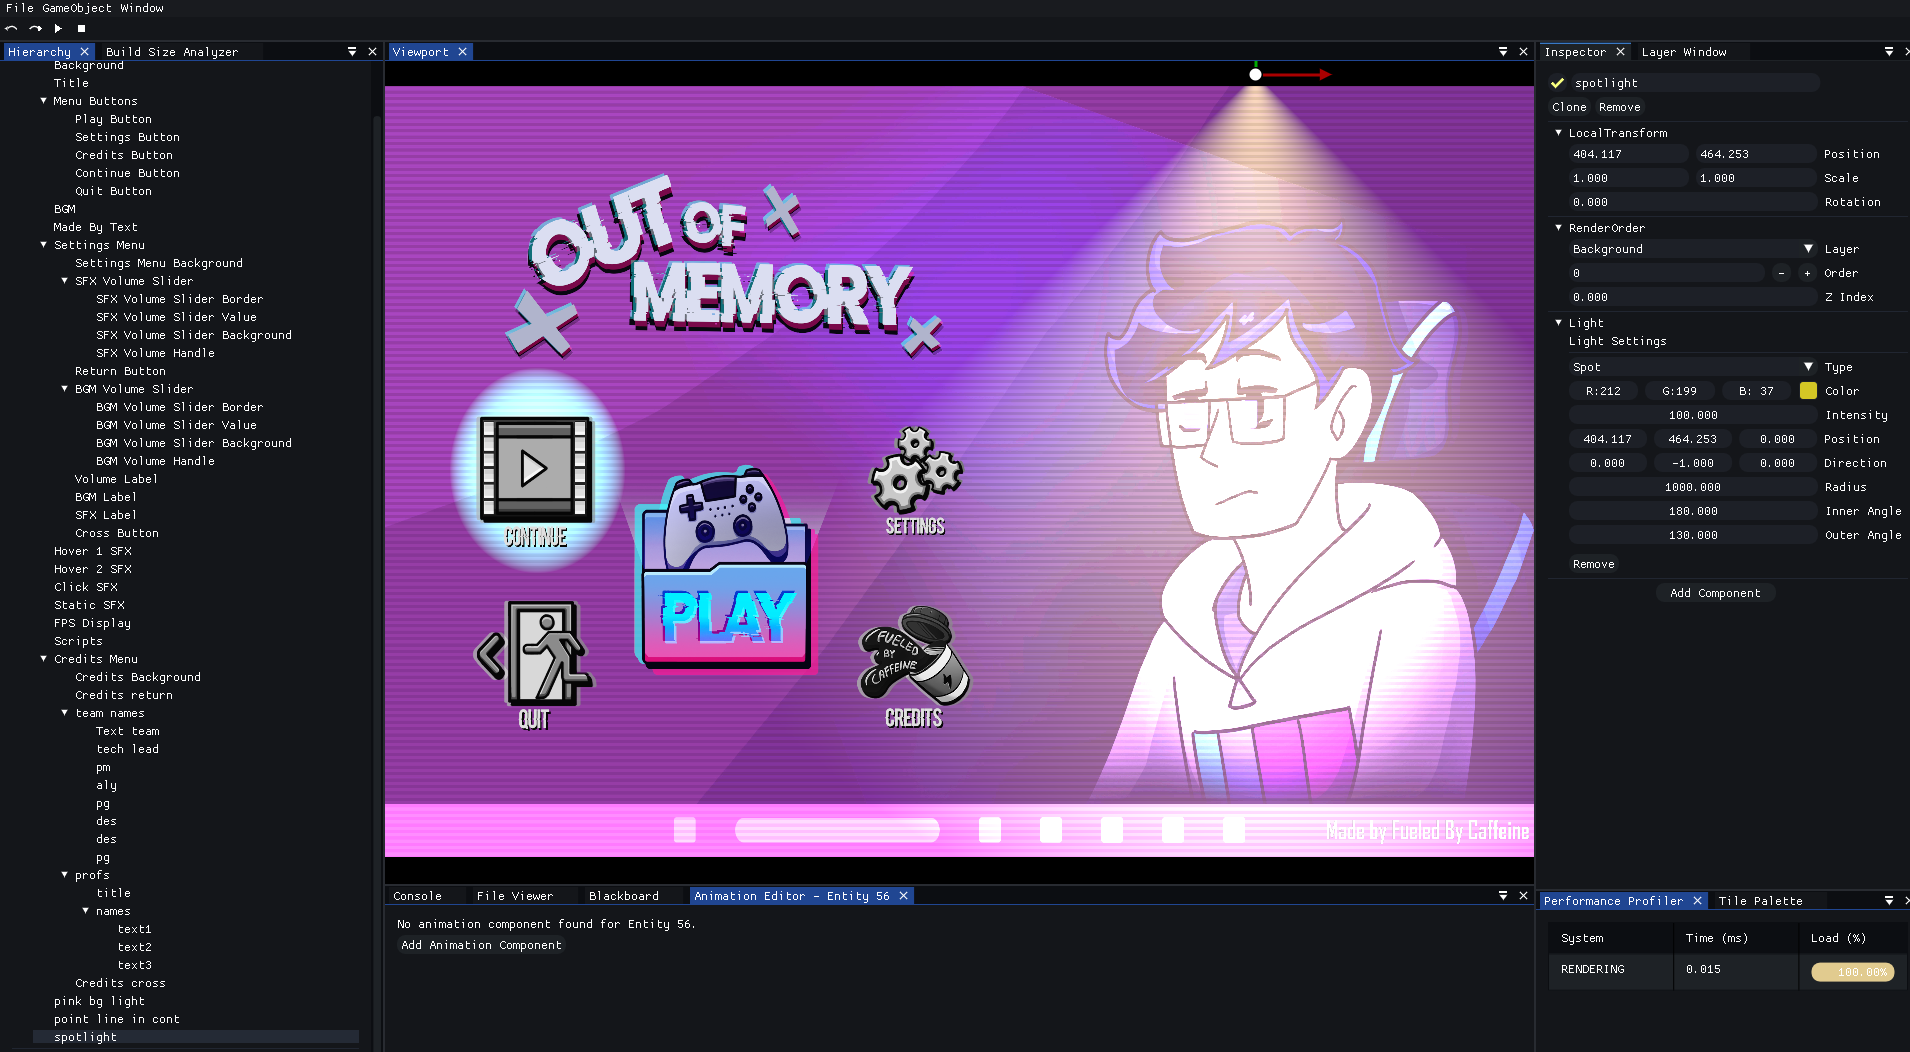 File GameObject Window
Hierarchy Build Size Analyzer
Background
Title
Menu Buttons
Play Button
Settings Button
Credits Button
Continue Button
Quit Button
BGM
Made By Text
Settings Menu
Settings Menu Background
SFX Volume Slider
SFX Volume Slider Border
SFX Volume Slider Value
SFX Volume Slider Background
SFX Volume Handle
Return Button
BGM Volume Slider
BGM Volume Slider Border
BGM Volume Slider Value
BGM Volume Slider Background
BGM Volume Handle
Volume Label
BGM Label
SFX Label
Cross Button
Hover 1 SFX
Hover 2 SFX
Click SFX
Static SFX
FPS Display
Scripts
Credits Menu
Credits Background
Credits return
team names
Text team
tech lead
pm
aly
pg
des
des
pg
profs
title
names
text1
text2
text3
Credits cross
pink bg light
point line in cont
spotlight
Viewport
OUT OF
MEMORY
CONTINUE
SETTINGS
PLAY
QUIT
FUELED
BY
CAFFEINE
CREDITS
Made by Fueled By Caffeine
Console File Viewer Blackboard Animation Editor - Entity 56
No animation component found for Entity 56.
Add Animation Component
Inspector Layer Window
spotlight
Clone Remove
LocalTransform
404.117 464.253 Position
1.000 1.000 Scale
0.000 Rotation
RenderOrder
Background Layer
0 - + Order
0.000 Z Index
Light
Light Settings
Spot Type
R:212 G:199 B: 37 Color
100.000 Intensity
404.117 464.253 0.000 Position
0.000 -1.000 0.000 Direction
1000.000 Radius
180.000 Inner Angle
130.000 Outer Angle
Remove
Add Component
Performance Profiler Tile Palette
System Time (ms) Load (%)
RENDERING 0.015 100.00%